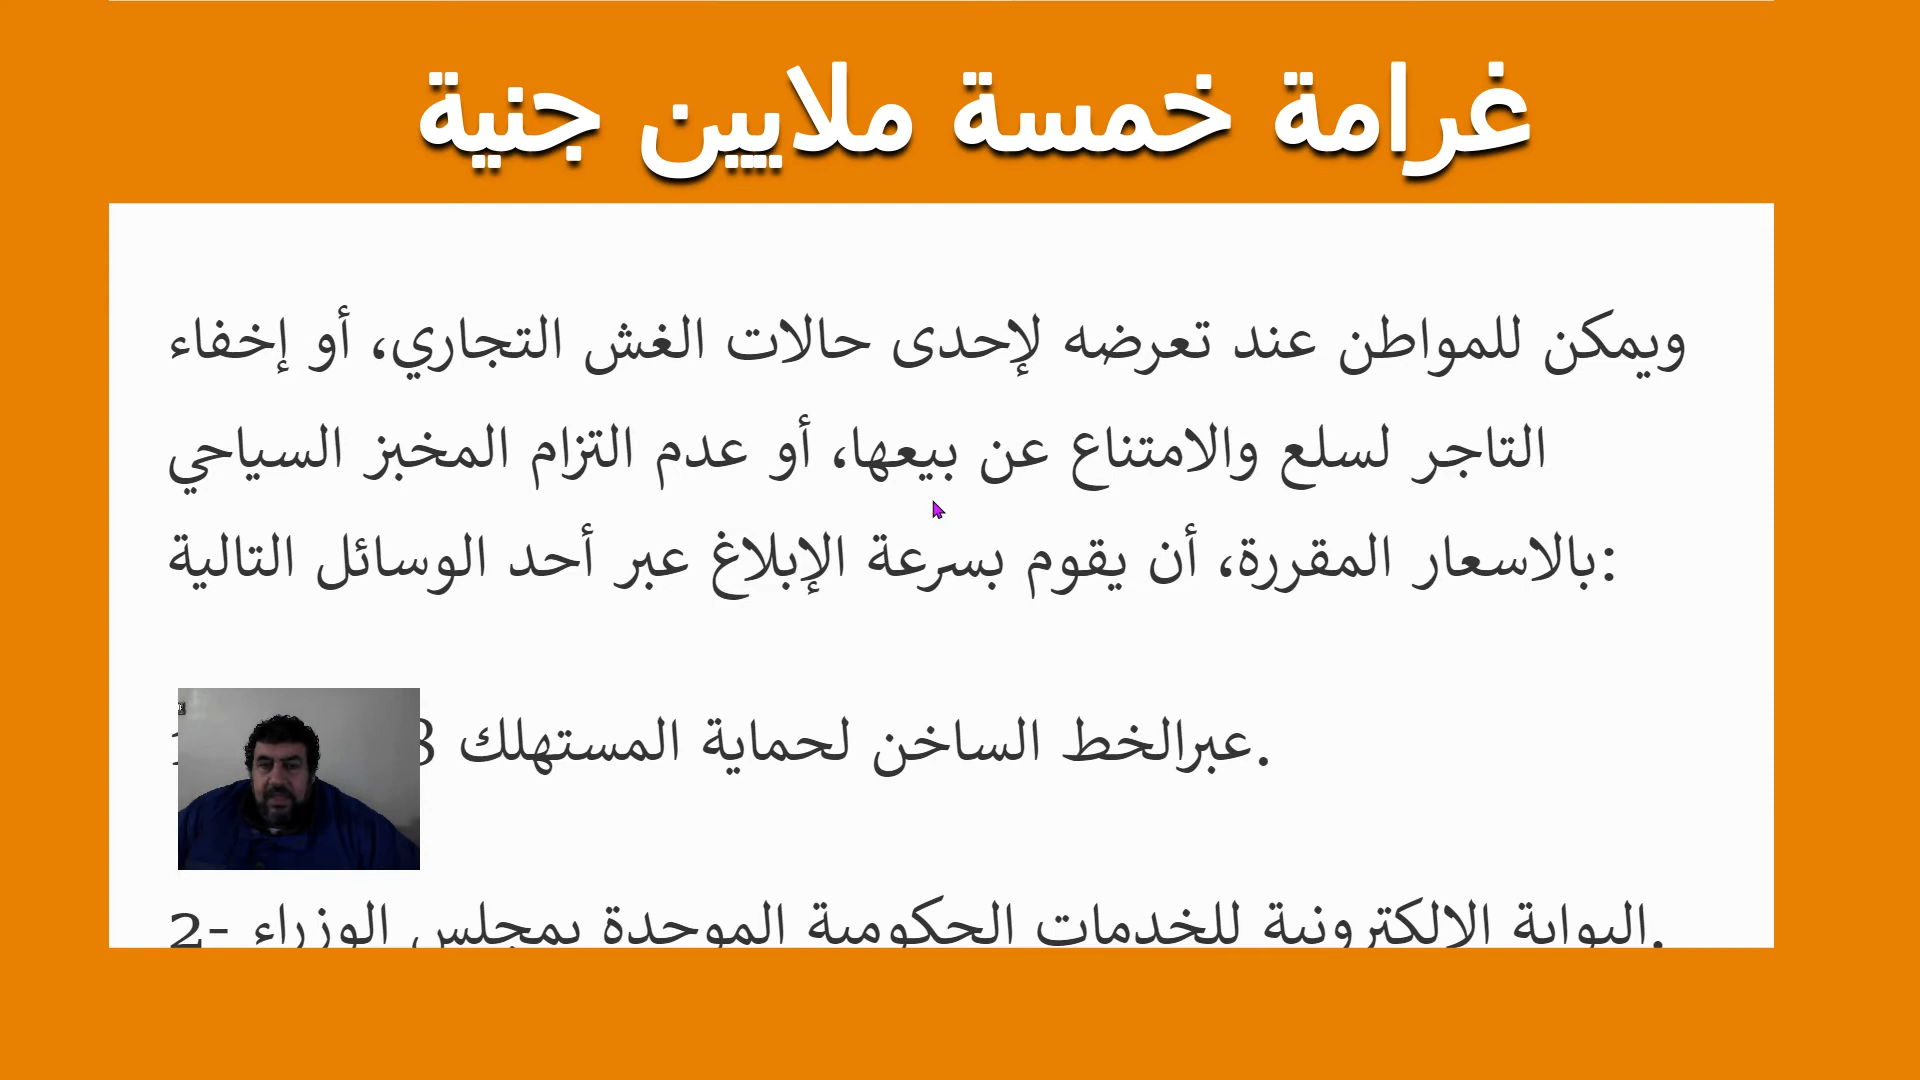 غرامة خمسة ملايين جنية
ويمكن للمواطن عند تعرضه لإحدى حالات الغش التجاري، أو إخفاء
التاجر لسلع والامتناع عن بيعها، أو عدم التزام المخبز السياحي
بالاسعار المقررة، أن يقوم بسرعة الإبلاغ عبر أحد الوسائل التالية:
عبرالخط الساخن لحماية المستهلك
2- البوابة الالكترونية للخدمات الحكومية الموحدة بمجلس الوزراء.